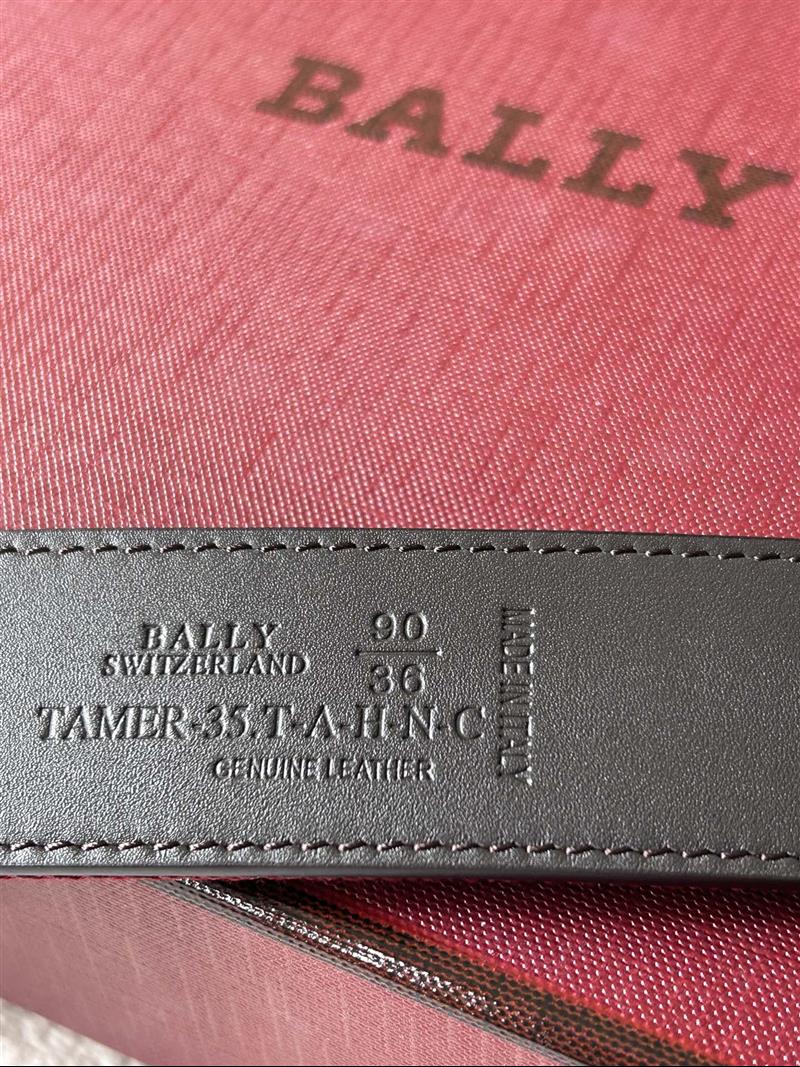 BALLY
BALLY
SWITZERLAND
90
36
TAMER-35.T-A-H-N-C
GENUINE LEATHER
MADE IN ITALY